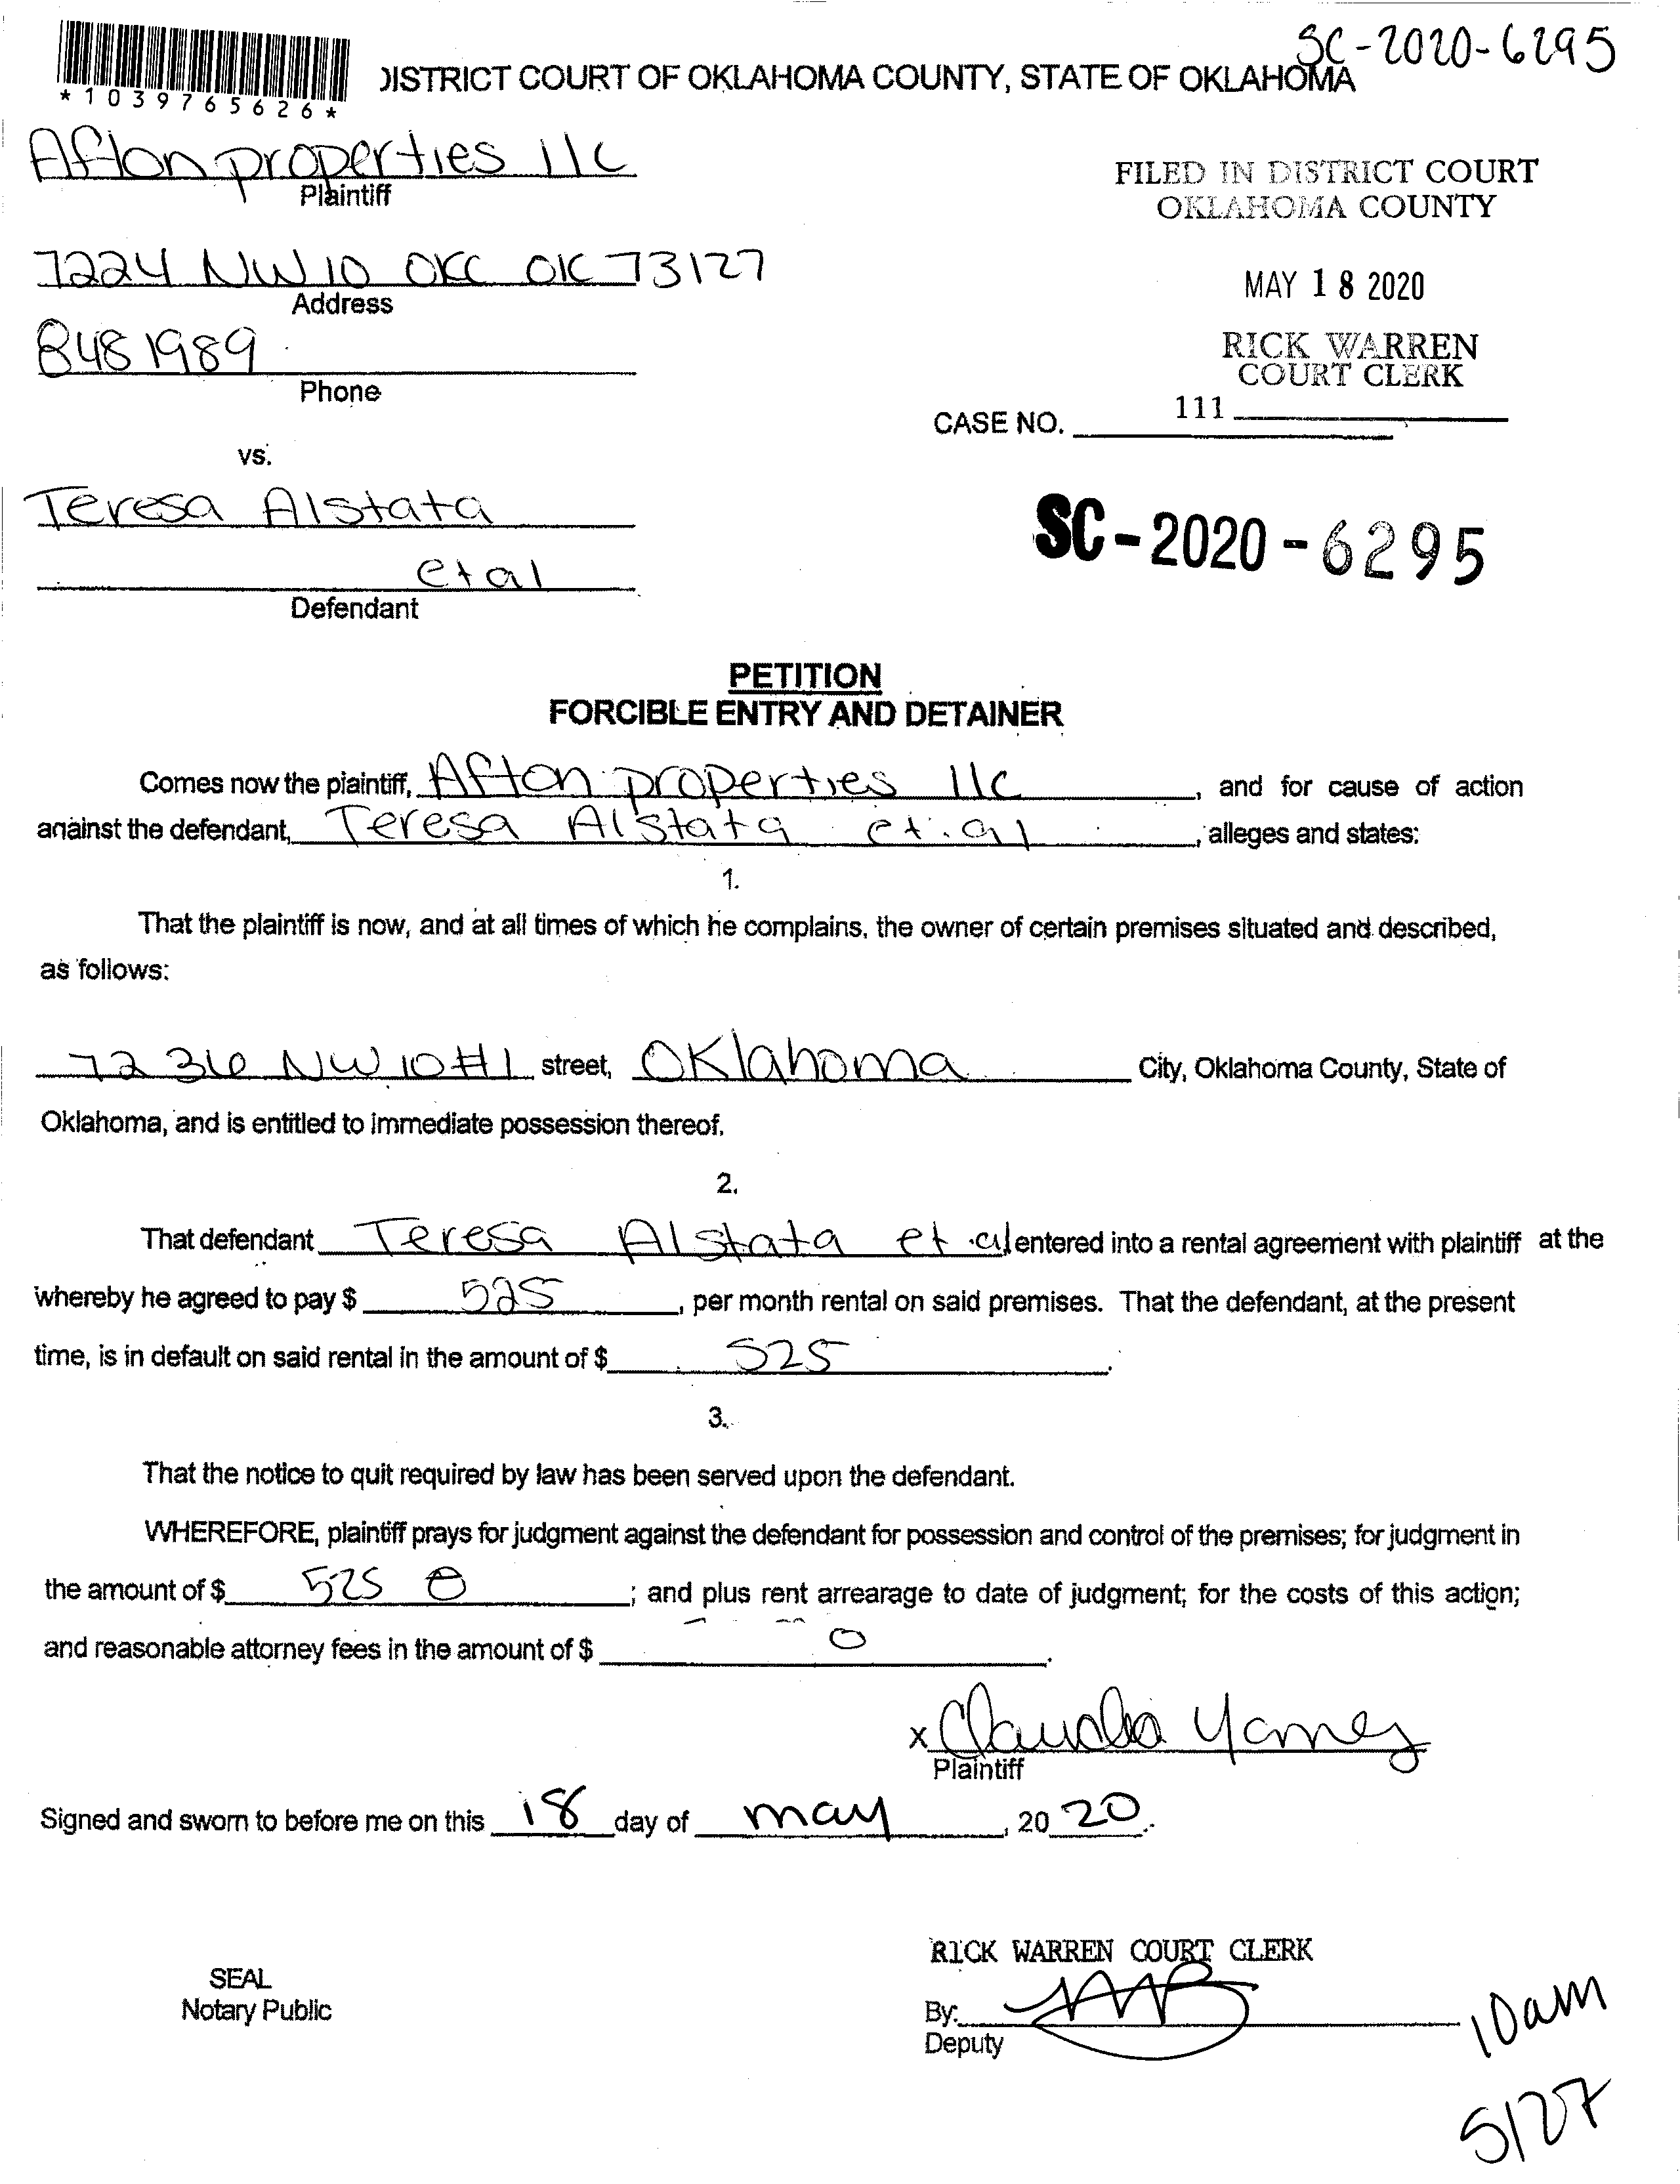 SC-2020-6295
*1039765626*
DISTRICT COURT OF OKLAHOMA COUNTY, STATE OF OKLAHOMA
Afton properties llc
Plaintiff
FILED IN DISTRICT COURT
OKLAHOMA COUNTY
7224 NW 10 OKC OK 73127
Address
MAY 18 2020
8481989
Phone
RICK WARREN
COURT CLERK
111
CASE NO.
vs.
Teresa Alstata
et al
Defendant
SC-2020-6295
PETITION
FORCIBLE ENTRY AND DETAINER
Comes now the plaintiff, Afton properties llc, and for cause of action
against the defendant, Teresa Alstata et.al, alleges and states:
1.
That the plaintiff is now, and at all times of which he complains, the owner of certain premises situated and described,
as follows:
7236 NW 10 #1 street, Oklahoma City, Oklahoma County, State of
Oklahoma, and is entitled to immediate possession thereof.
2.
That defendant Teresa Alstata et al entered into a rental agreement with plaintiff at the
whereby he agreed to pay $ 525, per month rental on said premises. That the defendant, at the present
time, is in default on said rental in the amount of $ 525.
3.
That the notice to quit required by law has been served upon the defendant.
WHEREFORE, plaintiff prays for judgment against the defendant for possession and control of the premises; for judgment in
the amount of $ 525 0; and plus rent arrearage to date of judgment; for the costs of this action;
and reasonable attorney fees in the amount of $ 0.
x Claudia Yamez
Plaintiff
Signed and sworn to before me on this 18 day of may, 20 20.
RICK WARREN COURT CLERK
SEAL
Notary Public
By:
Deputy
10am
5/27